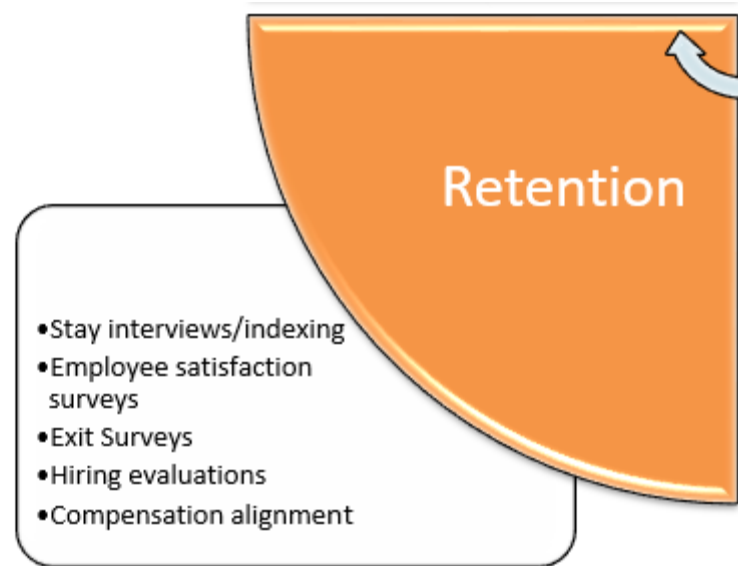 Retention
•Stay interviews/indexing
•Employee satisfaction
surveys
•Exit Surveys
•Hiring evaluations
•Compensation alignment